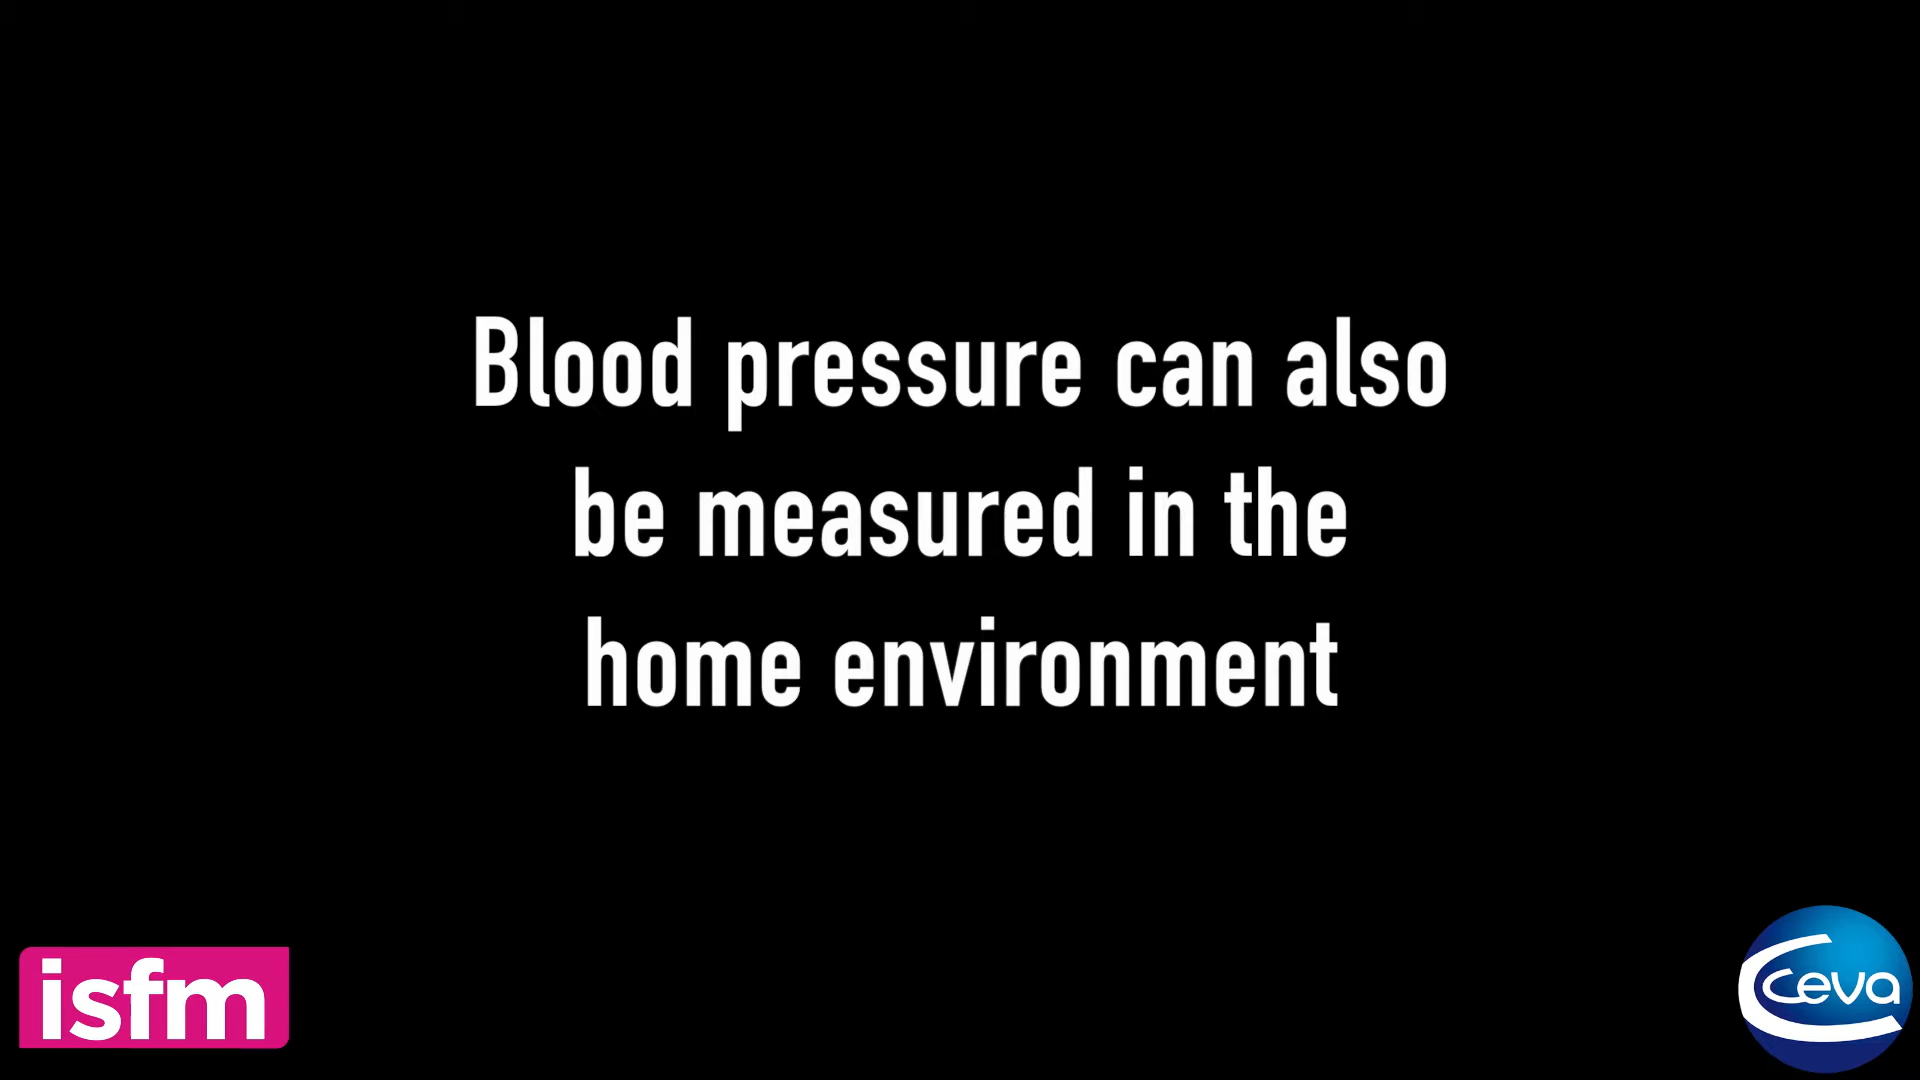 Blood pressure can also
be measured in the
home environment
isfm
ceva